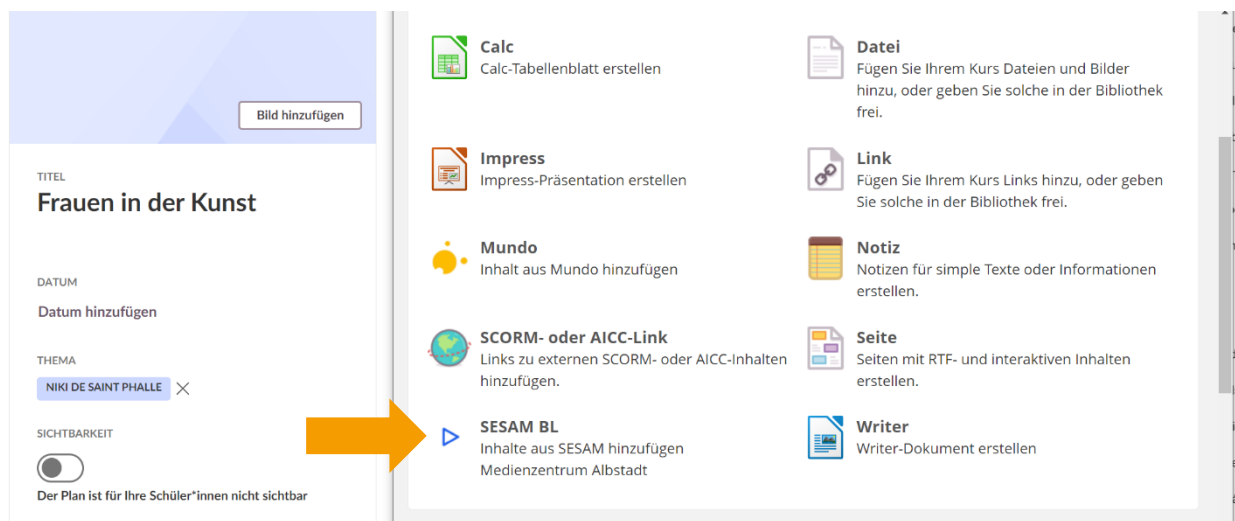 Bild hinzufügen
TITEL
Frauen in der Kunst
DATUM
Datum hinzufügen
THEMA
NIKI DE SAINT PHALLE
SICHTBARKEIT
Der Plan ist für Ihre Schüler*innen nicht sichtbar
Calc
Calc-Tabellenblatt erstellen
Datei
Fügen Sie Ihrem Kurs Dateien und Bilder
hinzu, oder geben Sie solche in der Bibliothek
frei.
Impress
Impress-Präsentation erstellen
Link
Fügen Sie Ihrem Kurs Links hinzu, oder geben
Sie solche in der Bibliothek frei.
Mundo
Inhalt aus Mundo hinzufügen
Notiz
Notizen für simple Texte oder Informationen
erstellen.
SCORM- oder AICC-Link
Links zu externen SCORM- oder AICC-Inhalten
hinzufügen.
Seite
Seiten mit RTF- und interaktiven Inhalten
erstellen.
SESAM BL
Inhalte aus SESAM hinzufügen
Medienzentrum Albstadt
Writer
Writer-Dokument erstellen